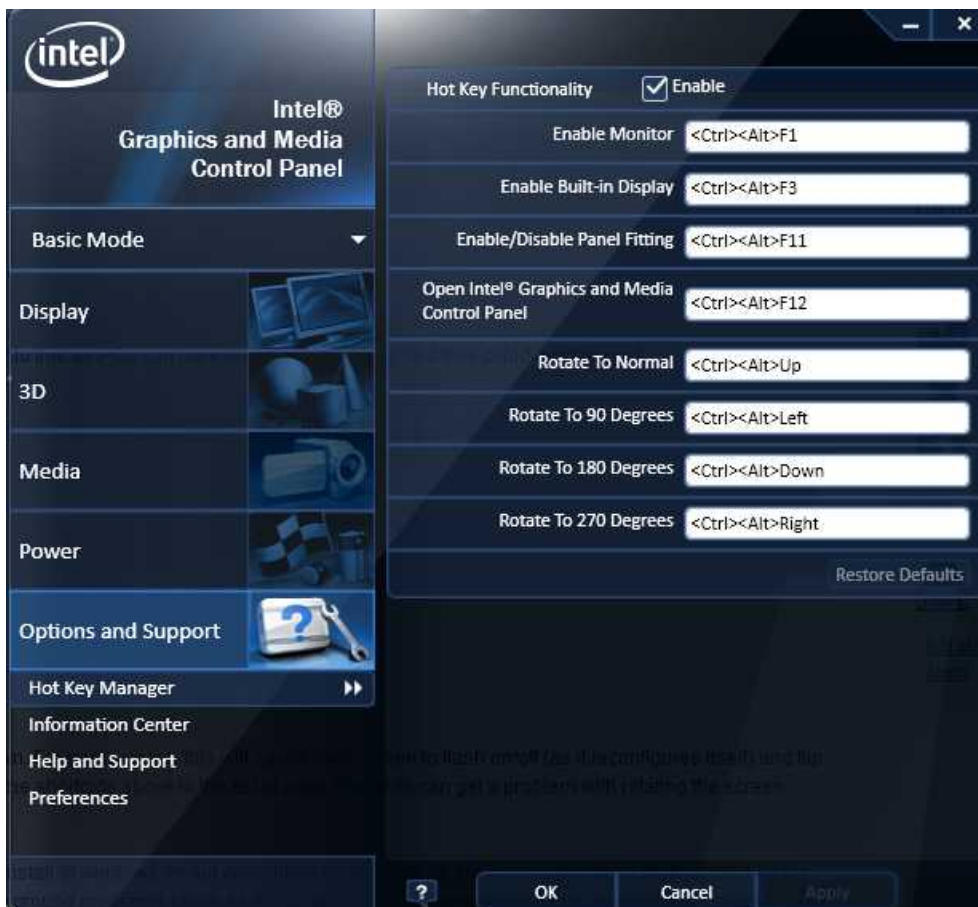 intel
Intel®
Graphics and Media
Control Panel
Basic Mode
Display
3D
Media
Power
Options and Support
Hot Key Manager
Information Center
Help and Support
Preferences
Hot Key Functionality
Enable
Enable Monitor
<Ctrl><Alt>F1
Enable Built-in Display
<Ctrl><Alt>F3
Enable/Disable Panel Fitting
<Ctrl><Alt>F11
Open Intel® Graphics and Media
Control Panel
<Ctrl><Alt>F12
Rotate To Normal
<Ctrl><Alt>Up
Rotate To 90 Degrees
<Ctrl><Alt>Left
Rotate To 180 Degrees
<Ctrl><Alt>Down
Rotate To 270 Degrees
<Ctrl><Alt>Right
Restore Defaults
?
OK
Cancel
Apply